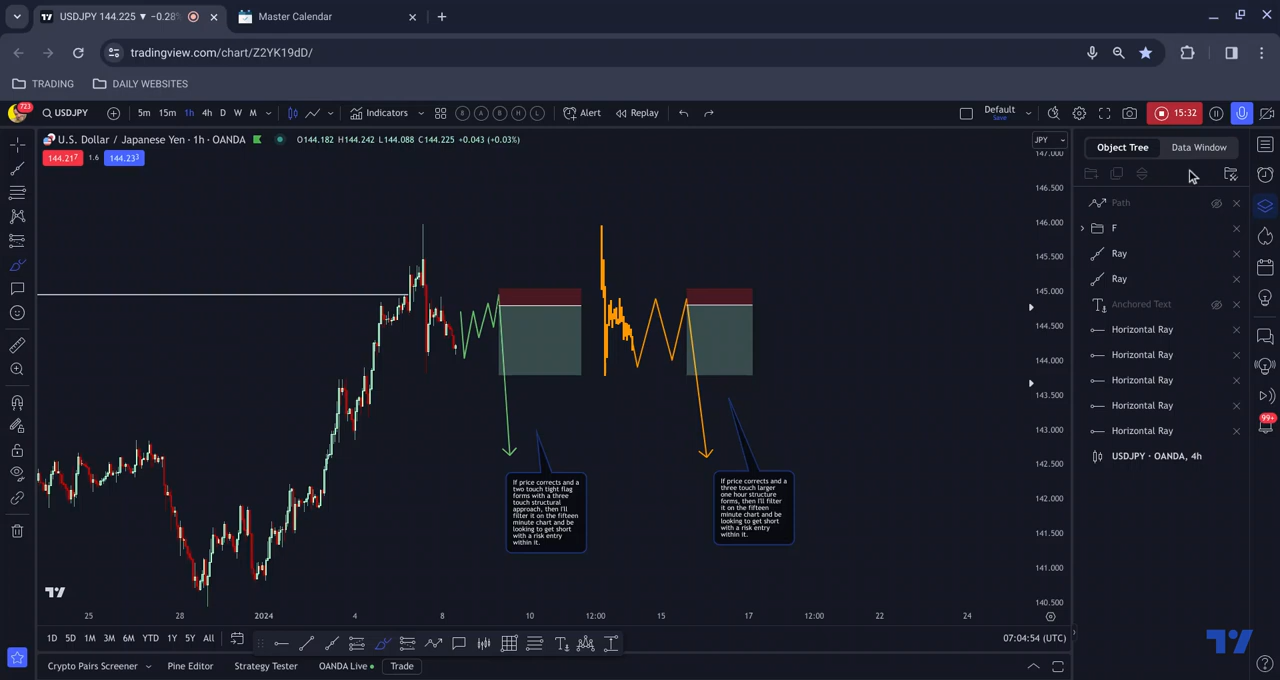 USDJPY 144.225 ▼ −0.28%
Master Calendar
tradingview.com/chart/Z2YK19dD/
TRADING
DAILY WEBSITES
723
USDJPY
5m 15m 1h 4h D W M
Indicators
B A B H L
Alert
Replay
Default
Save
15:32
U.S. Dollar / Japanese Yen · 1h · OANDA
O144.182 H144.242 L144.088 C144.225 +0.043 (+0.03%)
JPY
144.217
1.6
144.233
Object Tree
Data Window
Path
F
Ray
Ray
Anchored Text
Horizontal Ray
Horizontal Ray
Horizontal Ray
Horizontal Ray
Horizontal Ray
USDJPY · OANDA, 4h
99+
147.000
146.500
146.000
145.500
145.000
144.500
144.000
143.500
143.000
142.500
142.000
141.500
141.000
140.500
If price corrects and a
two touch tight flag
forms with a three
touch structural
approach, then I'll
filter it on the fifteen
minute chart and be
looking to get short
with a risk entry
within it.
If price corrects and a
three touch larger
one hour structure
forms, then I'll filter
it on the fifteen
minute chart and be
looking to get short
with a risk entry
within it.
25 28 2024 4 8 10 12:00 15 17 12:00 22 24
1D 5D 1M 3M 6M YTD 1Y 5Y All
07:04:54 (UTC)
Crypto Pairs Screener
Pine Editor
Strategy Tester
OANDA Live
Trade